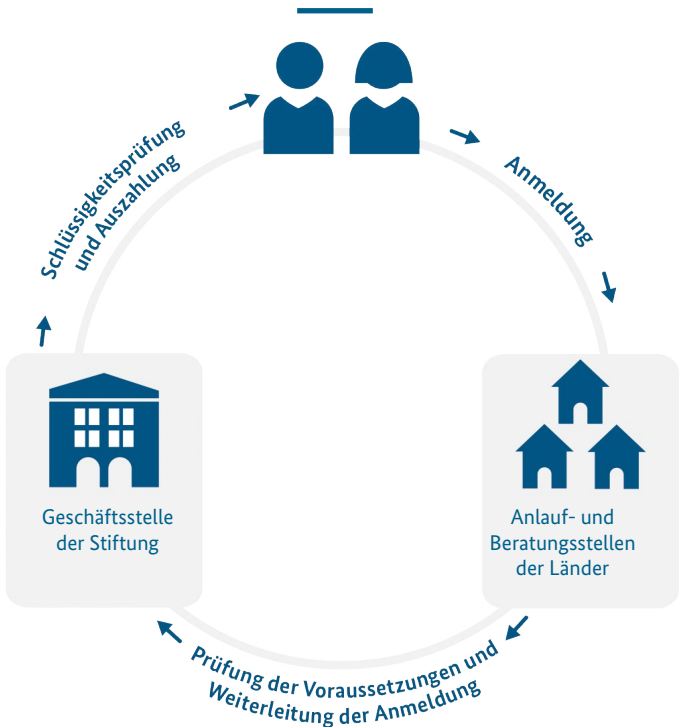 Schlüssigkeitsprüfung
und Auszahlung
Anmeldung
Geschäftsstelle
der Stiftung
Anlauf- und
Beratungsstellen
der Länder
Prüfung der Voraussetzungen und
Weiterleitung der Anmeldung